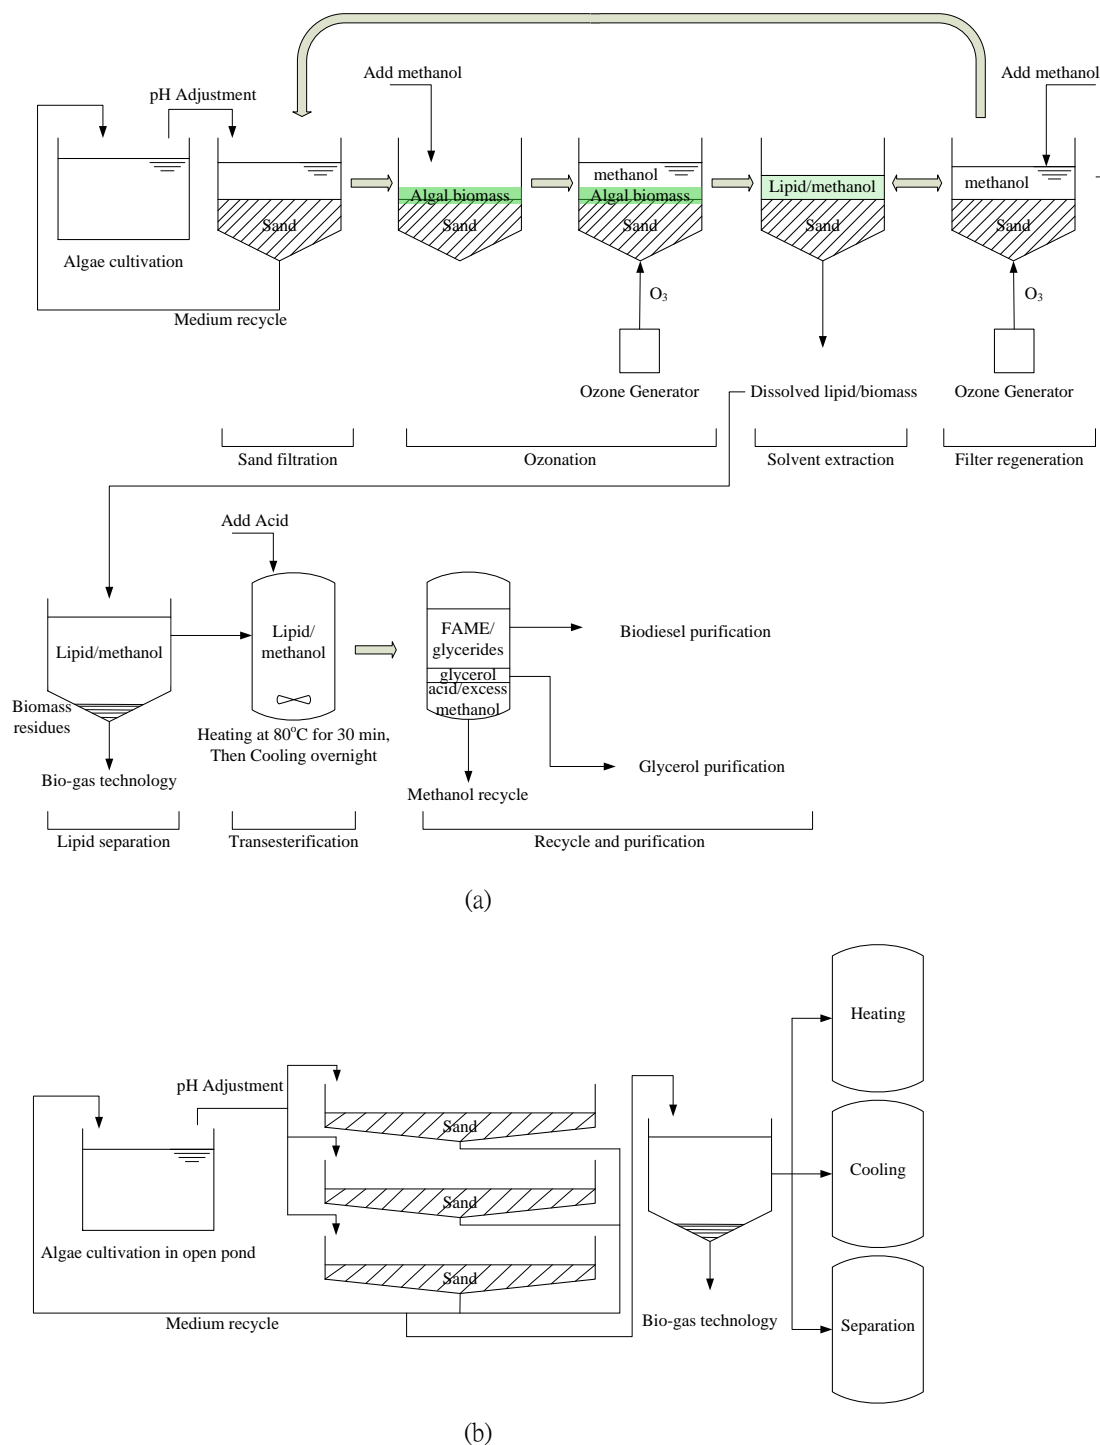 Add methanol
Add methanol
pH Adjustment
methanol
Algal biomass
Algal biomass
Lipid/methanol
methanol
Sand
Sand
Sand
Sand
Sand
Algae cultivation
O3
O3
Medium recycle
Ozone Generator
Dissolved lipid/biomass
Ozone Generator
Sand filtration
Ozonation
Solvent extraction
Filter regeneration
Add Acid
Lipid/methanol
Lipid/
methanol
FAME/
glycerides
glycerol
acid/excess
methanol
Biodiesel purification
Biomass
residues
Heating at 80°C for 30 min,
Then Cooling overnight
Bio-gas technology
Glycerol purification
Methanol recycle
Lipid separation
Transesterification
Recycle and purification
(a)
Heating
pH Adjustment
Sand
Sand
Cooling
Algae cultivation in open pond
Sand
Medium recycle
Bio-gas technology
Separation
(b)